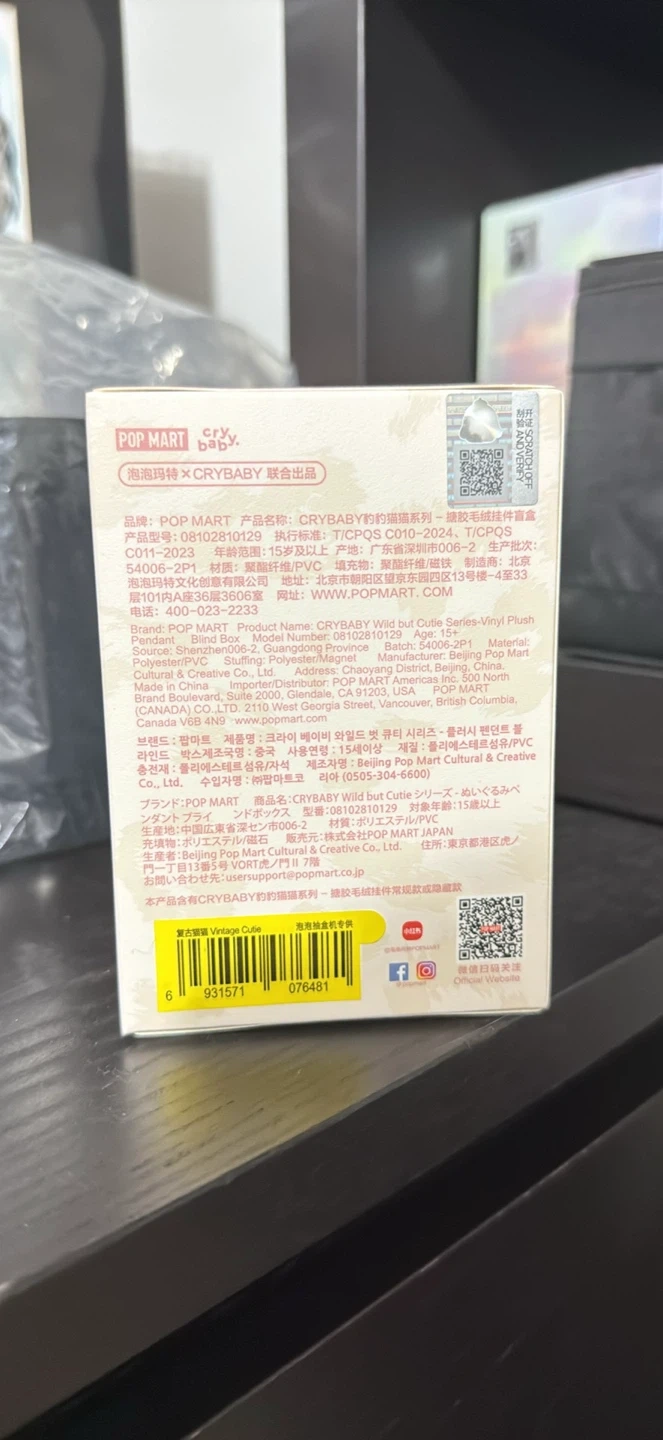 POP MART
cry baby.
泡泡玛特×CRYBABY 联合出品
刮开验证
SCRATCH OFF AND VERIFY
品牌：POP MART 产品名称：CRYBABY豹豹猫猫系列－搪胶毛绒挂件盲盒
产品型号：08102810129 执行标准：T/CPQS C010-2024、T/CPQS
C011-2023 年龄范围：15岁及以上 产地：广东省深圳市006-2 生产批次：
54006-2P1 材质：聚酯纤维/PVC 填充物：聚酯纤维/磁铁 制造商：北京
泡泡玛特文化创意有限公司 地址：北京市朝阳区望京东园四区13号楼-4至33
层101内A座36层3606室 网址：WWW.POPMART.COM
电话：400-023-2233
Brand: POP MART Product Name: CRYBABY Wild but Cutie Series-Vinyl Plush
Pendant Blind Box Model Number: 08102810129 Age: 15+
Source: Shenzhen006-2, Guangdong Province Batch: 54006-2P1 Material:
Polyester/PVC Stuffing: Polyester/Magnet Manufacturer: Beijing Pop Mart
Cultural & Creative Co., Ltd. Address: Chaoyang District, Beijing, China.
Made in China Importer/Distributor: POP MART Americas Inc. 500 North
Brand Boulevard, Suite 2000, Glendale, CA 91203, USA POP MART
(CANADA) CO.,LTD. 2110 West Georgia Street, Vancouver, British Columbia,
Canada V6B 4N9 www.popmart.com
브랜드 : 팝마트 제품명 : 크라이 베이비 와일드 벗 큐티 시리즈 - 플러시 펜던트 블
라인드 박스제조국명 : 중국 사용연령 : 15세이상 재질 : 폴리에스테르섬유/PVC
충전재 : 폴리에스테르섬유/자석 제조자명 : Beijing Pop Mart Cultural & Creative
Co., Ltd. 수입자명 : ㈜팝마트코 리아 (0505-304-6600)
ブランド：POP MART 商品名：CRYBABY Wild but Cutie シリーズ - ぬいぐるみペ
ンダント ブライ ンドボックス 型番：08102810129 対象年齢：15歳以上
生産地：中国広東省深セン市006-2 材質：ポリエステル/PVC
充填物：ポリエステル/磁石 販売元：株式会社POP MART JAPAN
生産者：Beijing Pop Mart Cultural & Creative Co., Ltd. 住所：東京都港区虎ノ
門一丁目13番5号 VORT虎ノ門Ⅱ 7階
お問い合わせ先：usersupport@popmart.co.jp
本产品含有CRYBABY豹豹猫猫系列－搪胶毛绒挂件常规款或隐藏款
复古猫猫 Vintage Cutie 泡泡抽盒机专供
6 931571 076481
小红书
微信扫码关注
Official Website